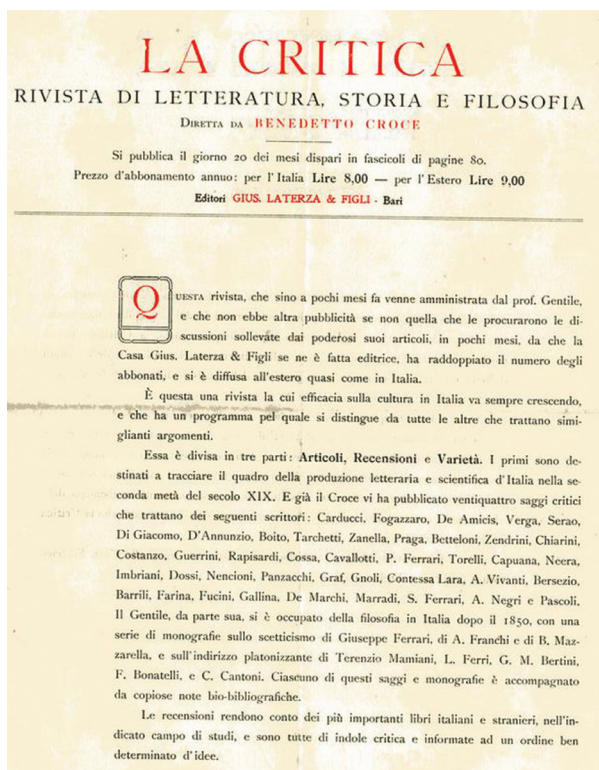 LA CRITICA
RIVISTA DI LETTERATURA, STORIA E FILOSOFIA
DIRETTA DA BENEDETTO CROCE
Si pubblica il giorno 20 dei mesi dispari in fascicoli di pagine 80.
Prezzo d'abbonamento annuo: per l'Italia Lire 8,00 — per l'Estero Lire 9,00
Editori GIUS. LATERZA & FIGLI - Bari
QUESTA rivista, che sino a pochi mesi fa venne amministrata dal prof. Gentile,
e che non ebbe altra pubblicità se non quella che le procurarono le di-
scussioni sollevate dai poderosi suoi articoli, in pochi mesi, da che la
Casa Gius. Laterza & Figli se ne è fatta editrice, ha raddoppiato il numero degli
abbonati, e si è diffusa all'estero quasi come in Italia.
È questa una rivista la cui efficacia sulla cultura in Italia va sempre crescendo,
e che ha un programma pel quale si distingue da tutte le altre che trattano simi-
glianti argomenti.
Essa è divisa in tre parti: Articoli, Recensioni e Varietà. I primi sono de-
stinati a tracciare il quadro della produzione letteraria e scientifica d'Italia nella se-
conda metà del secolo XIX. E già il Croce vi ha pubblicato ventiquattro saggi critici
che trattano dei seguenti scrittori: Carducci, Fogazzaro, De Amicis, Verga, Serao,
Di Giacomo, D'Annunzio, Boito, Tarchetti, Zanella, Praga, Betteloni, Zendrini, Chiarini,
Costanzo, Guerrini, Rapisardi, Cossa, Cavallotti, P. Ferrari, Torelli, Capuana, Neera,
Imbriani, Dossi, Nencioni, Panzacchi, Graf, Gnoli, Contessa Lara, A. Vivanti, Bersezio,
Barrili, Farina, Fucini, Gallina, De Marchi, Marradi, S. Ferrari, A. Negri e Pascoli.
Il Gentile, da parte sua, si è occupato della filosofia in Italia dopo il 1850, con una
serie di monografie sullo scetticismo di Giuseppe Ferrari, di A. Franchi e di B. Maz-
zarella, e sull'indirizzo platonizzante di Terenzio Mamiani, L. Ferri, G. M. Bertini,
F. Bonatelli, e C. Cantoni. Ciascuno di questi saggi e monografie è accompagnato
da copiose note bio-bibliografiche.
Le recensioni rendono conto dei più importanti libri italiani e stranieri, nell'in-
dicato campo di studi, e sono tutte di indole critica e informate ad un ordine ben
determinato d'idee.